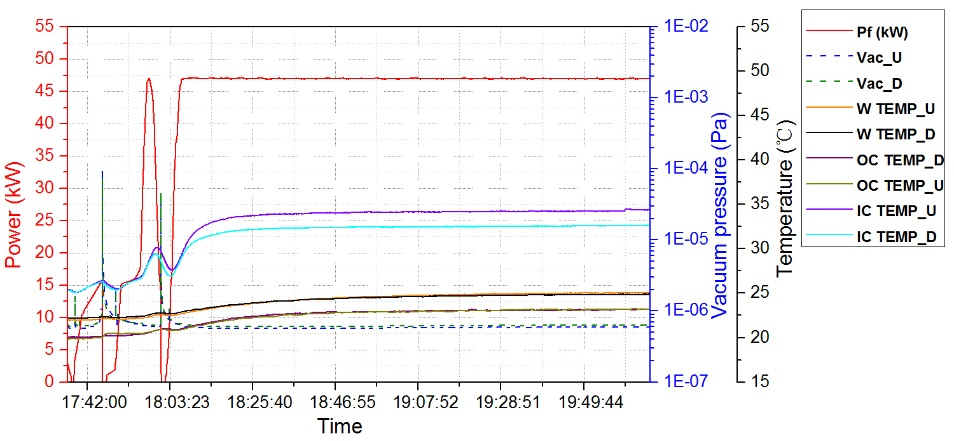 55
50
45
40
35
30
25
20
15
10
5
0
Power (kW)
17:42:00 18:03:23 18:25:40 18:46:55 19:07:52 19:28:51 19:49:44
Time
1E-02
1E-03
1E-04
1E-05
1E-06
1E-07
Vacuum pressure (Pa)
55
50
45
40
35
30
25
20
15
Temperature (℃)
Pf (kW)
Vac_U
Vac_D
W TEMP_U
W TEMP_D
OC TEMP_D
OC TEMP_U
IC TEMP_U
IC TEMP_D